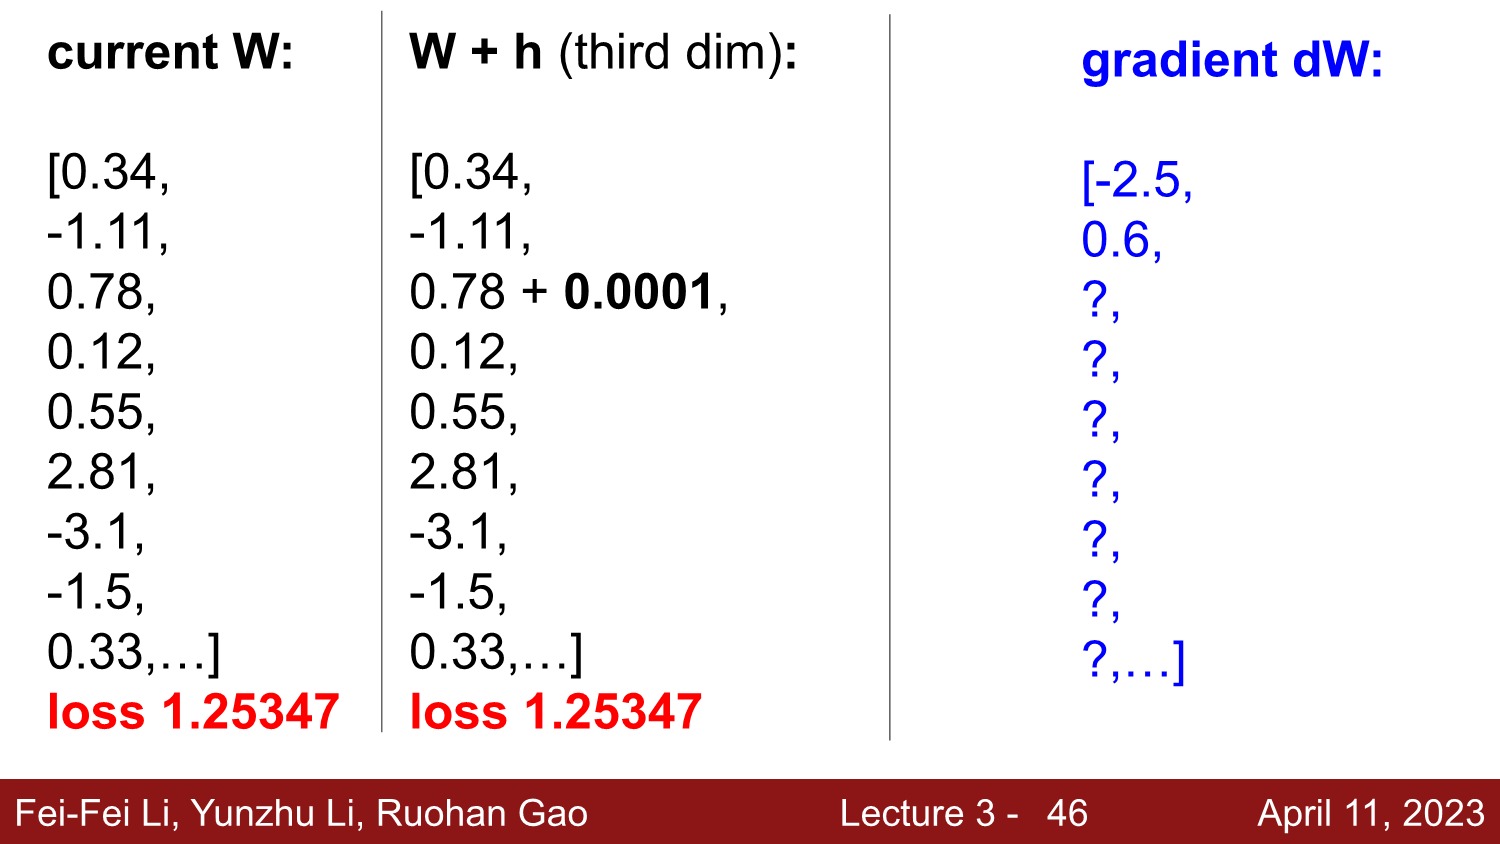 current W:
[0.34,
-1.11,
0.78,
0.12,
0.55,
2.81,
-3.1,
-1.5,
0.33,…]
loss 1.25347
W + h (third dim):
[0.34,
-1.11,
0.78 + 0.0001,
0.12,
0.55,
2.81,
-3.1,
-1.5,
0.33,…]
loss 1.25347
gradient dW:
[-2.5,
0.6,
?,
?,
?,
?,
?,
?,
?,…]
Fei-Fei Li, Yunzhu Li, Ruohan Gao
Lecture 3 - 46
April 11, 2023